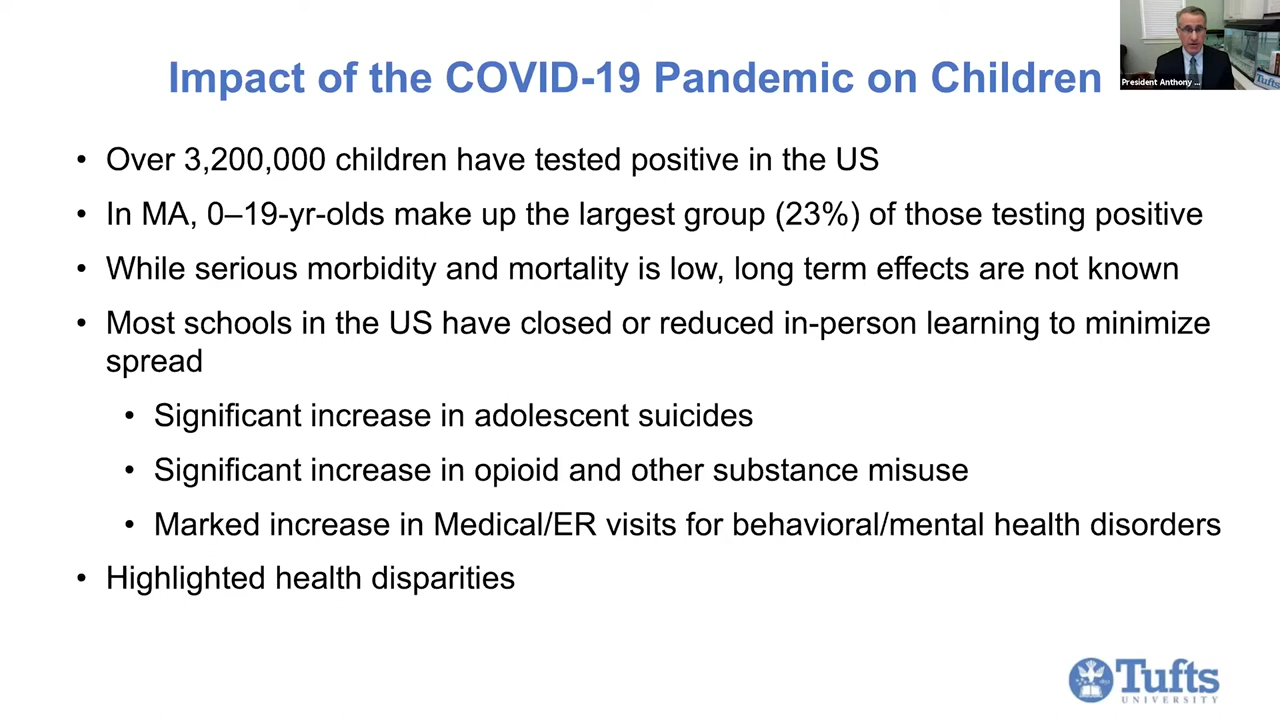 Impact of the COVID-19 Pandemic on Children
President Anthony ...
Tufts
• Over 3,200,000 children have tested positive in the US
• In MA, 0–19-yr-olds make up the largest group (23%) of those testing positive
• While serious morbidity and mortality is low, long term effects are not known
• Most schools in the US have closed or reduced in-person learning to minimize
spread
• Significant increase in adolescent suicides
• Significant increase in opioid and other substance misuse
• Marked increase in Medical/ER visits for behavioral/mental health disorders
• Highlighted health disparities
Tufts
UNIVERSITY